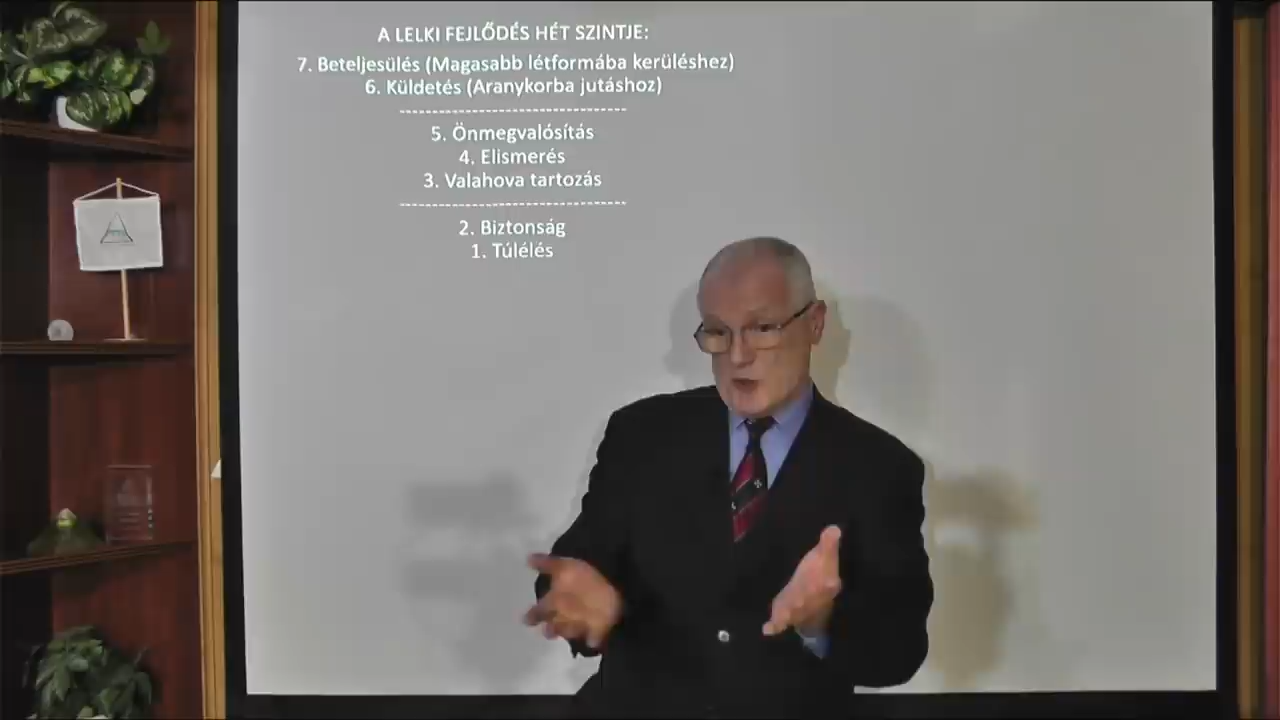 A LELKI FEJLŐDÉS HÉT SZINTJE:
7. Beteljesülés (Magasabb létformába kerüléshez)
6. Küldetés (Aranykorba jutáshoz)
--------------------------------
5. Önmegvalósítás
4. Elismerés
3. Valahova tartozás
--------------------------------
2. Biztonság
1. Túlélés